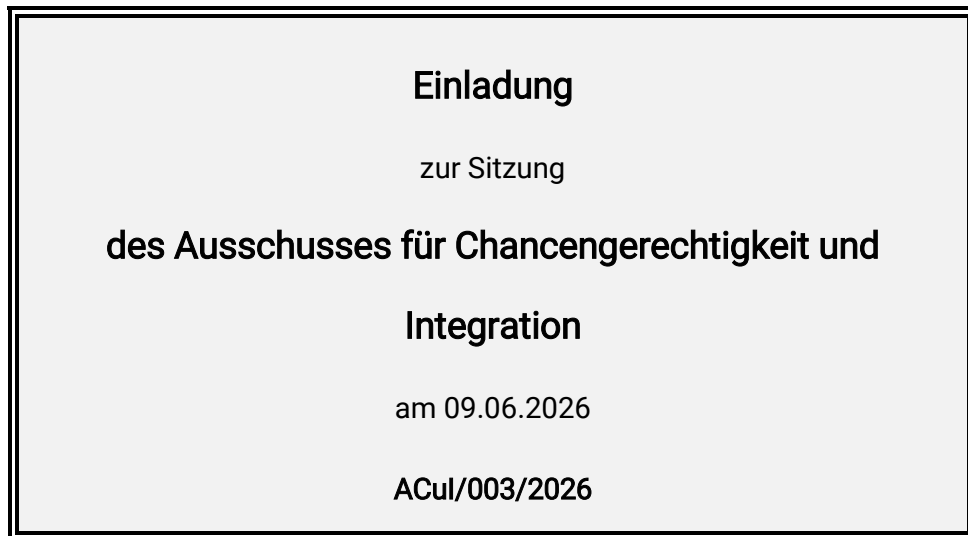 Einladung
zur Sitzung
des Ausschusses für Chancengerechtigkeit und
Integration
am 09.06.2026
ACuI/003/2026